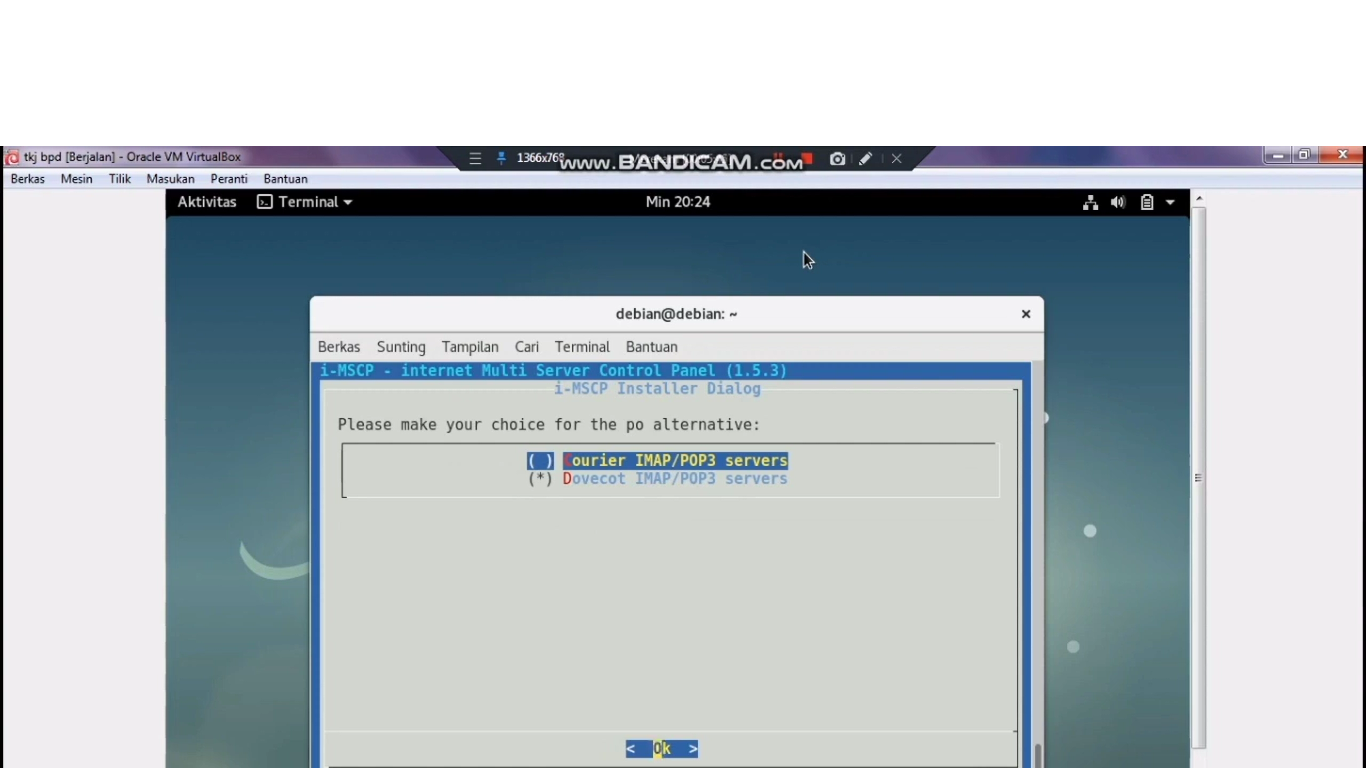 tkj bpd [Berjalan] - Oracle VM VirtualBox
1366x768
www.BANDICAM.com
Berkas Mesin Tilik Masukan Peranti Bantuan
Aktivitas Terminal Min 20:24
debian@debian: ~
Berkas Sunting Tampilan Cari Terminal Bantuan
i-MSCP - internet Multi Server Control Panel (1.5.3)
i-MSCP Installer Dialog
Please make your choice for the po alternative:
( ) Courier IMAP/POP3 servers
(*) Dovecot IMAP/POP3 servers
< Ok >